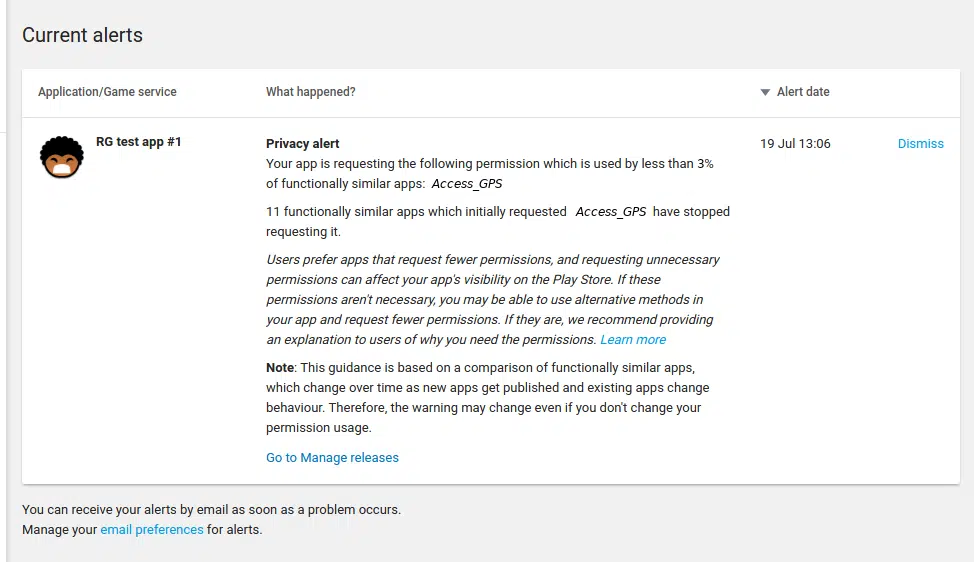 Current alerts
Application/Game service
What happened?
Alert date
RG test app #1
Privacy alert
19 Jul 13:06
Dismiss
Your app is requesting the following permission which is used by less than 3%
of functionally similar apps: Access_GPS
11 functionally similar apps which initially requested Access_GPS have stopped
requesting it.
Users prefer apps that request fewer permissions, and requesting unnecessary
permissions can affect your app's visibility on the Play Store. If these
permissions aren't necessary, you may be able to use alternative methods in
your app and request fewer permissions. If they are, we recommend providing
an explanation to users of why you need the permissions. Learn more
Note: This guidance is based on a comparison of functionally similar apps,
which change over time as new apps get published and existing apps change
behaviour. Therefore, the warning may change even if you don't change your
permission usage.
Go to Manage releases
You can receive your alerts by email as soon as a problem occurs.
Manage your email preferences for alerts.